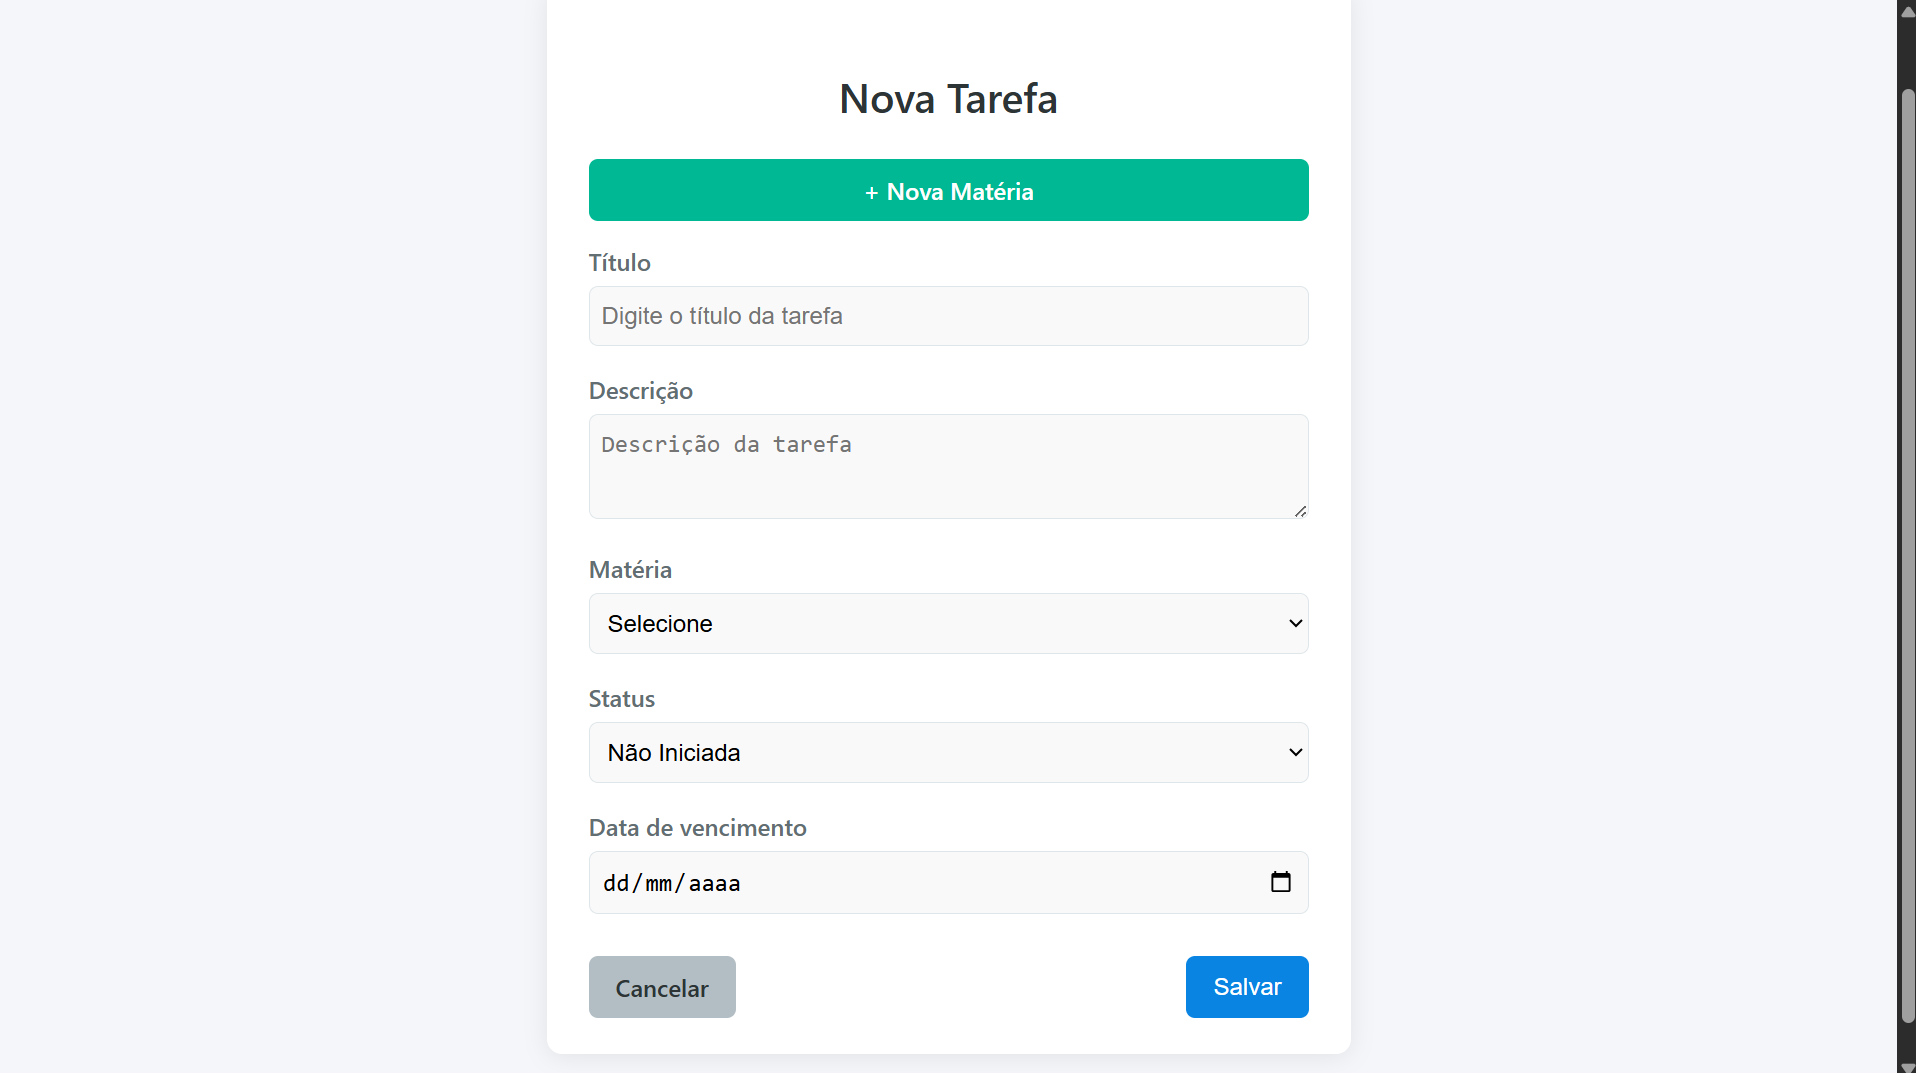 Nova Tarefa
+ Nova Matéria
Título
Digite o título da tarefa
Descrição
Descrição da tarefa
Matéria
Selecione
Status
Não Iniciada
Data de vencimento
dd/mm/aaaa
Cancelar
Salvar